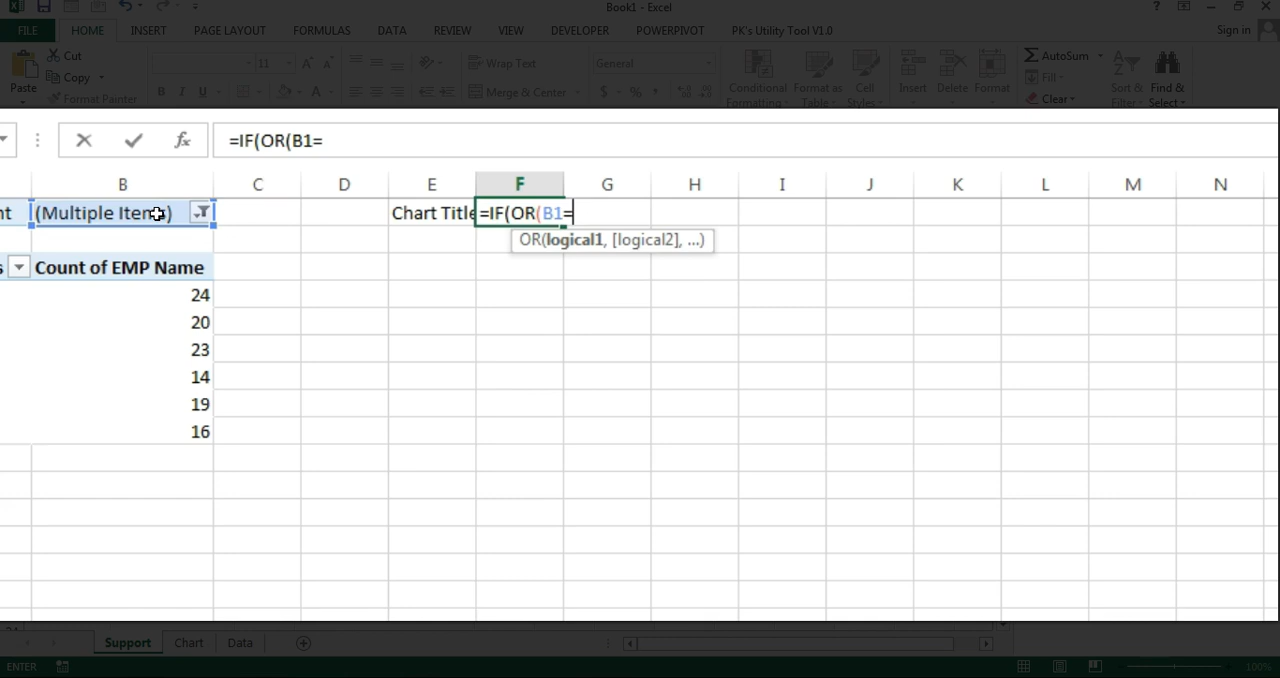 Book1 - Excel
FILE HOME INSERT PAGE LAYOUT FORMULAS DATA REVIEW VIEW DEVELOPER POWERPIVOT PK's Utility Tool V1.0 Sign in
Cut
Copy
Format Painter
Paste
11
B I U
Wrap Text
Merge & Center
General
$ %
Conditional Formatting
Format as Table
Cell Styles
Insert Delete Format
AutoSum
Fill
Clear
Sort & Filter
Find & Select
fx =IF(OR(B1=
B C D E F G H I J K L M N
nt (Multiple Items) Chart Title =IF(OR(B1=
OR(logical1, [logical2], ...)
s Count of EMP Name
24
20
23
14
19
16
24
Support Chart Data
ENTER 100%